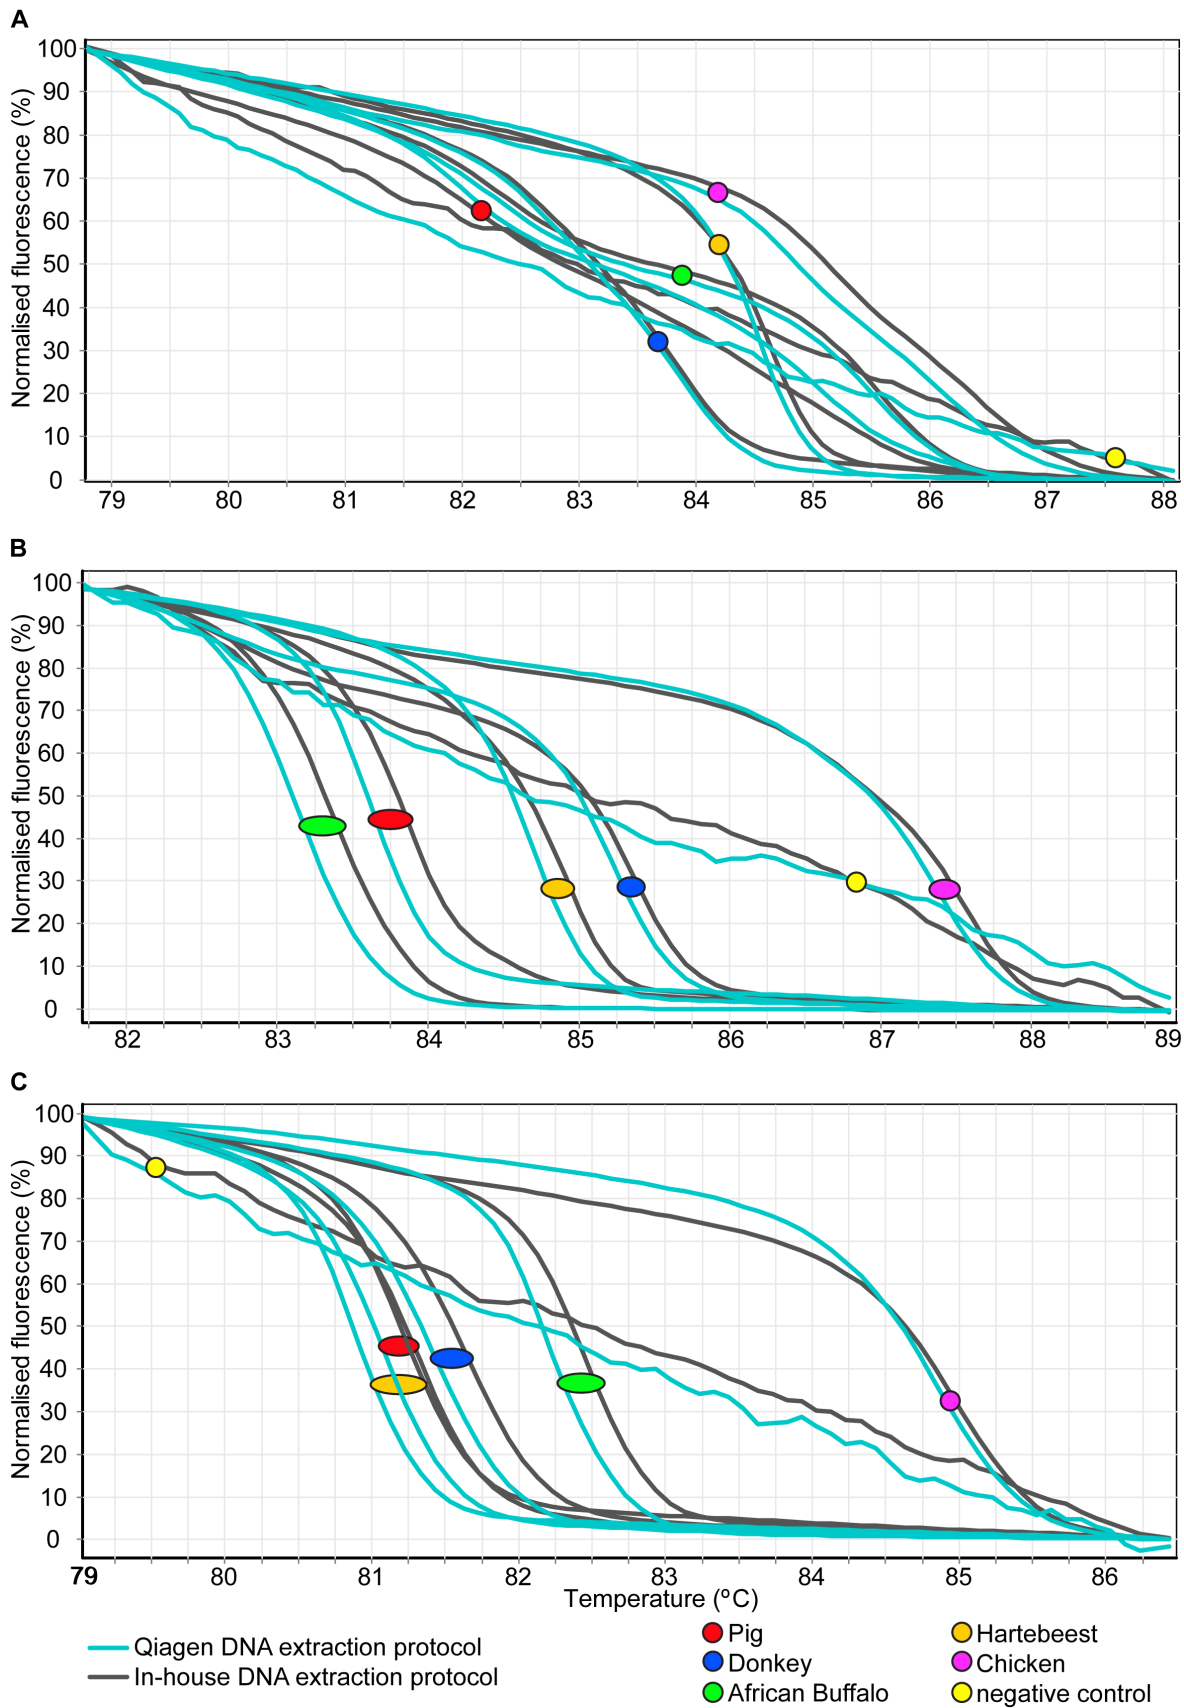 A
Normalised fluorescence (%)
100
90
80
70
60
50
40
30
20
10
0
79 80 81 82 83 84 85 86 87 88
B
Normalised fluorescence (%)
100
90
80
70
60
50
40
30
20
10
0
82 83 84 85 86 87 88 89
C
Normalised fluorescence (%)
100
90
80
70
60
50
40
30
20
10
0
79 80 81 82 83 84 85 86
Temperature (°C)
Qiagen DNA extraction protocol
In-house DNA extraction protocol
Pig
Donkey
African Buffalo
Hartebeest
Chicken
negative control